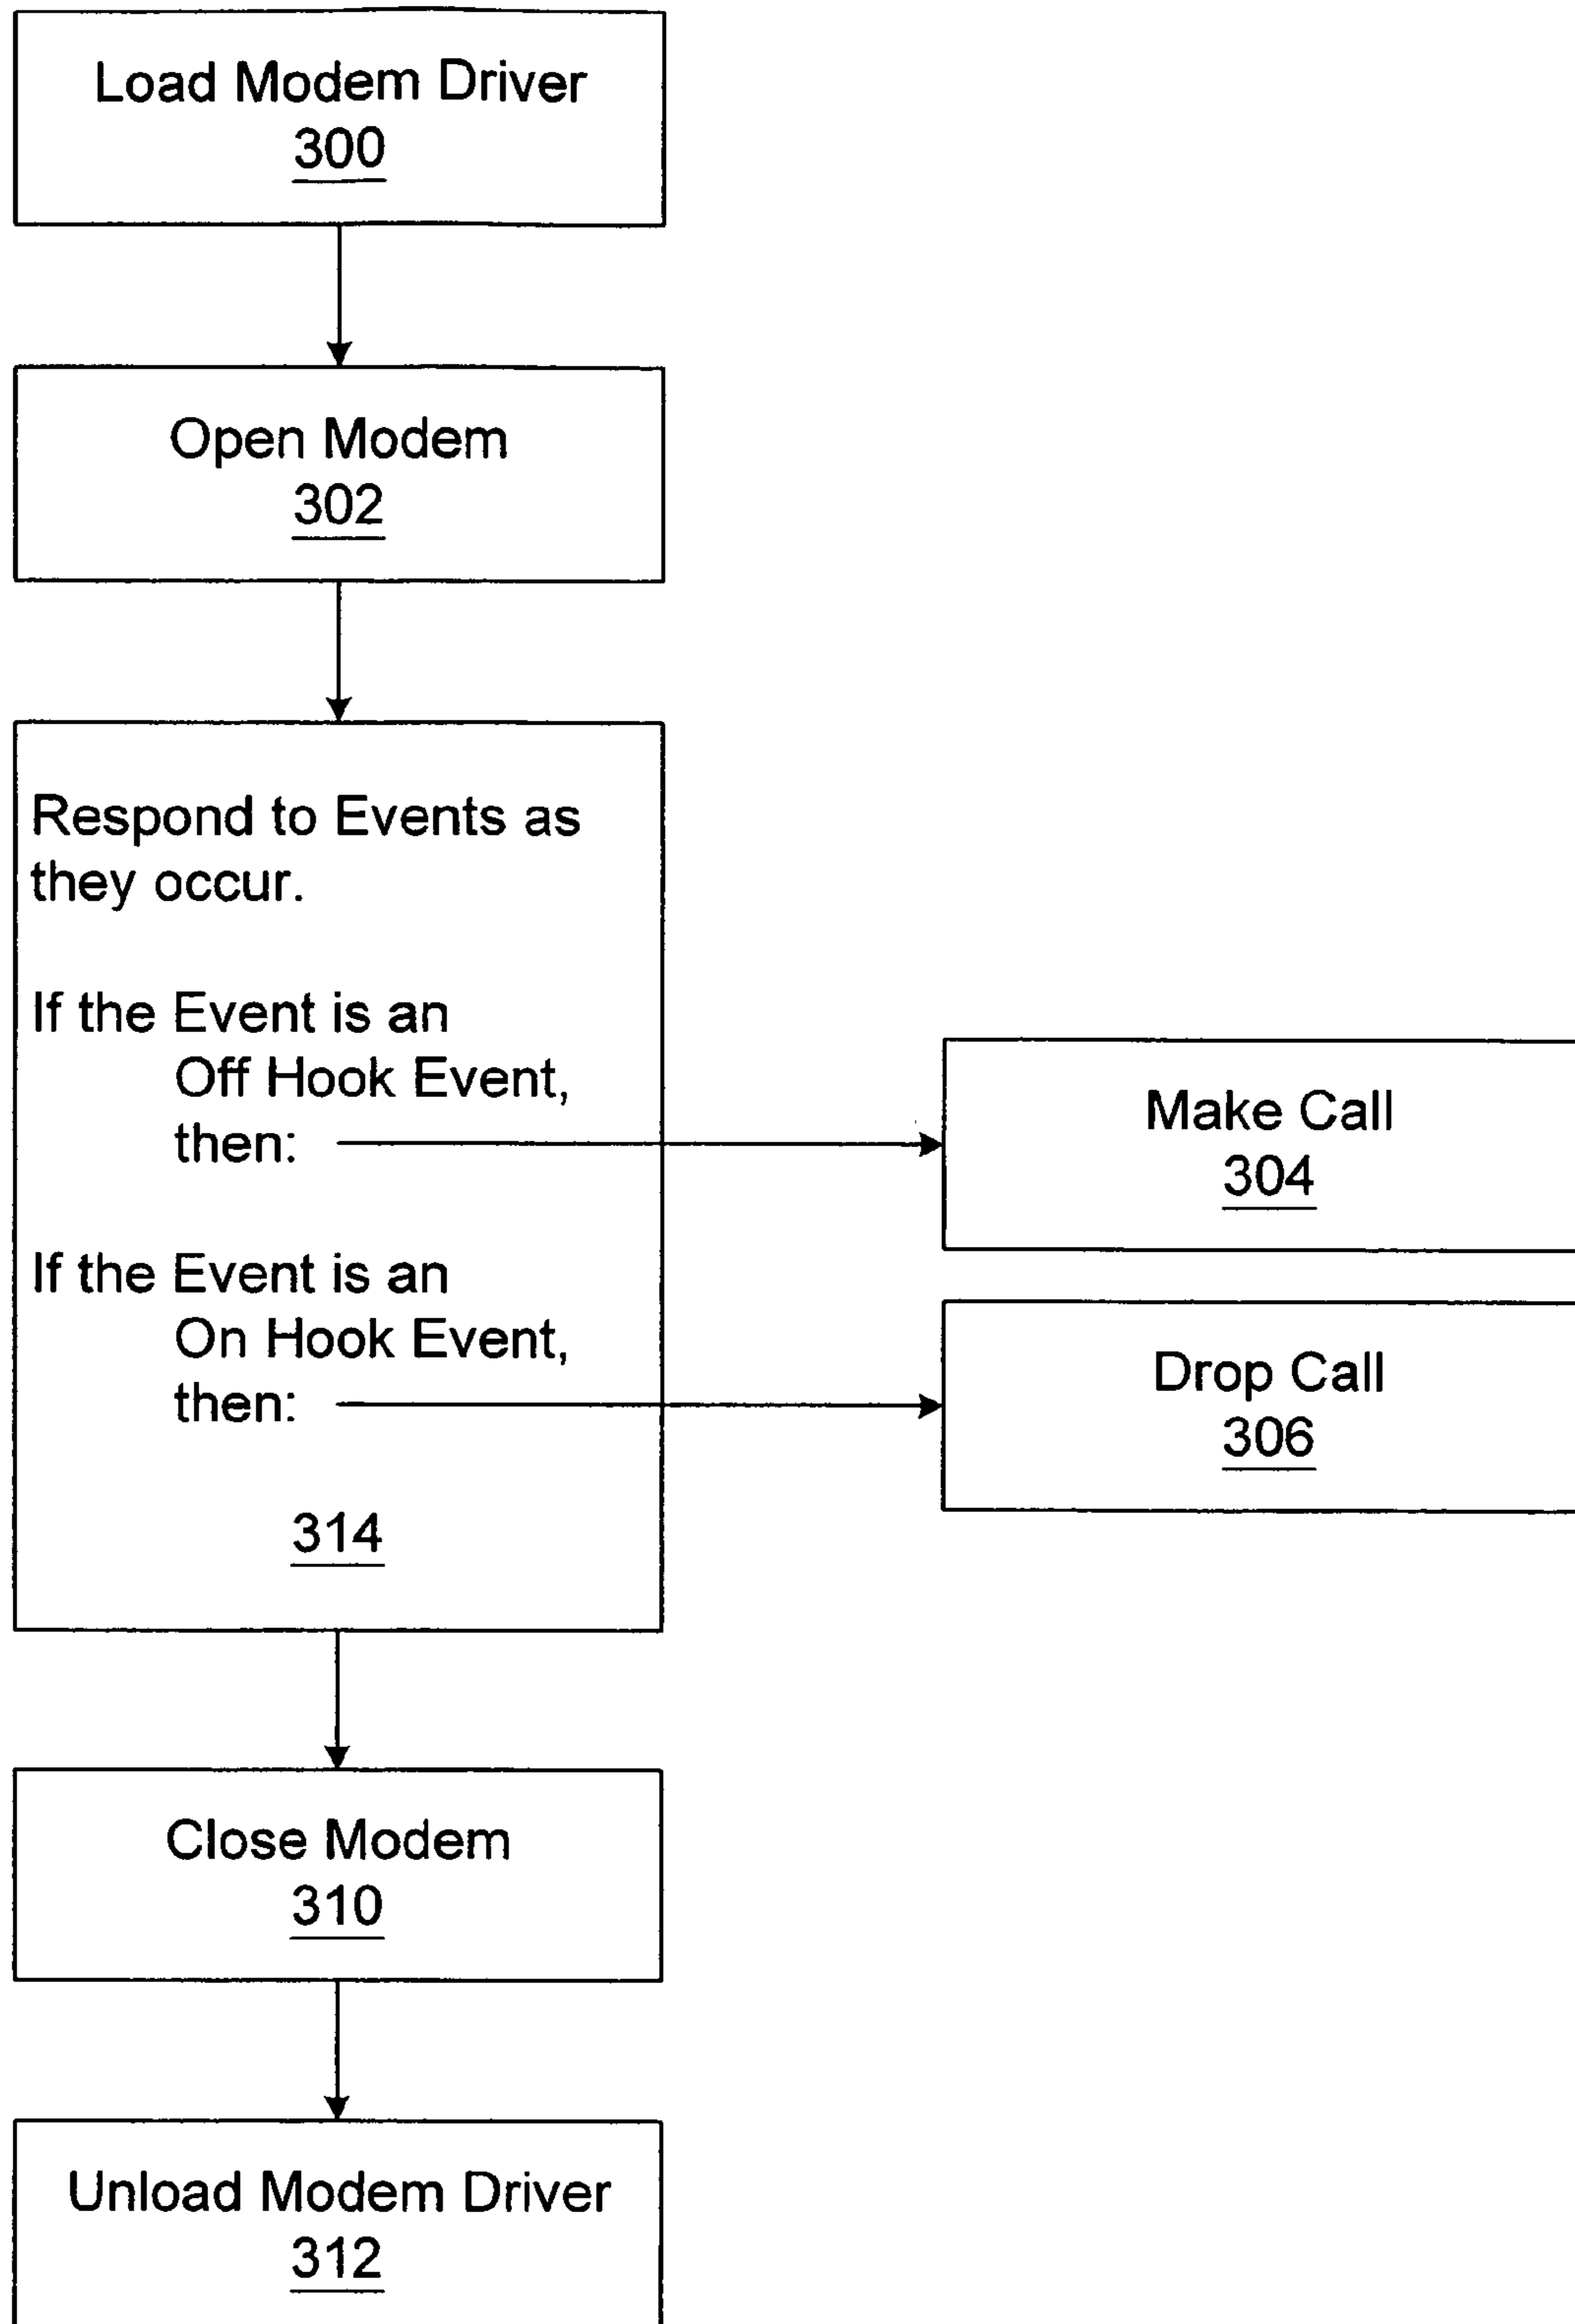 Load Modem Driver
300
Open Modem
302
Respond to Events as
they occur.
If the Event is an
Off Hook Event,
then:
Make Call
304
If the Event is an
On Hook Event,
then:
Drop Call
306
314
Close Modem
310
Unload Modem Driver
312